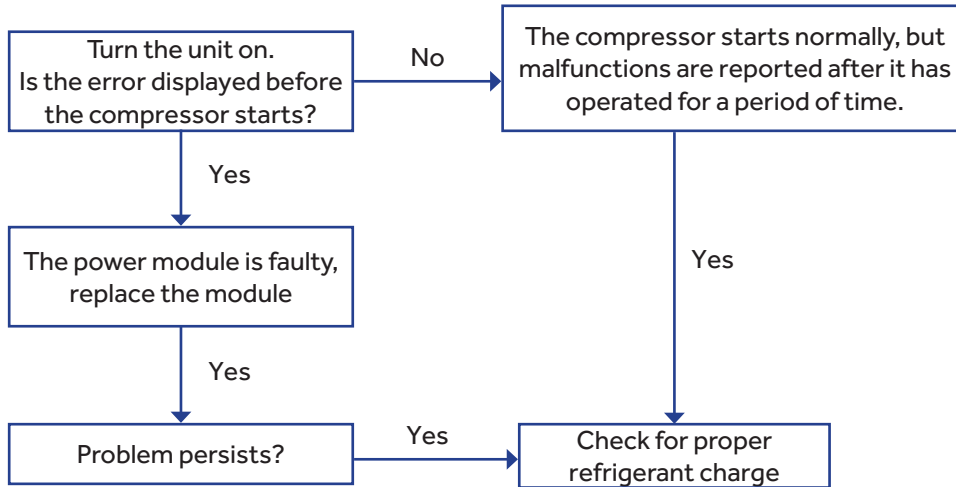 Turn the unit on.
Is the error displayed before
the compressor starts?
No
The compressor starts normally, but
malfunctions are reported after it has
operated for a period of time.
Yes
Yes
The power module is faulty,
replace the module
Yes
Problem persists?
Yes
Check for proper
refrigerant charge